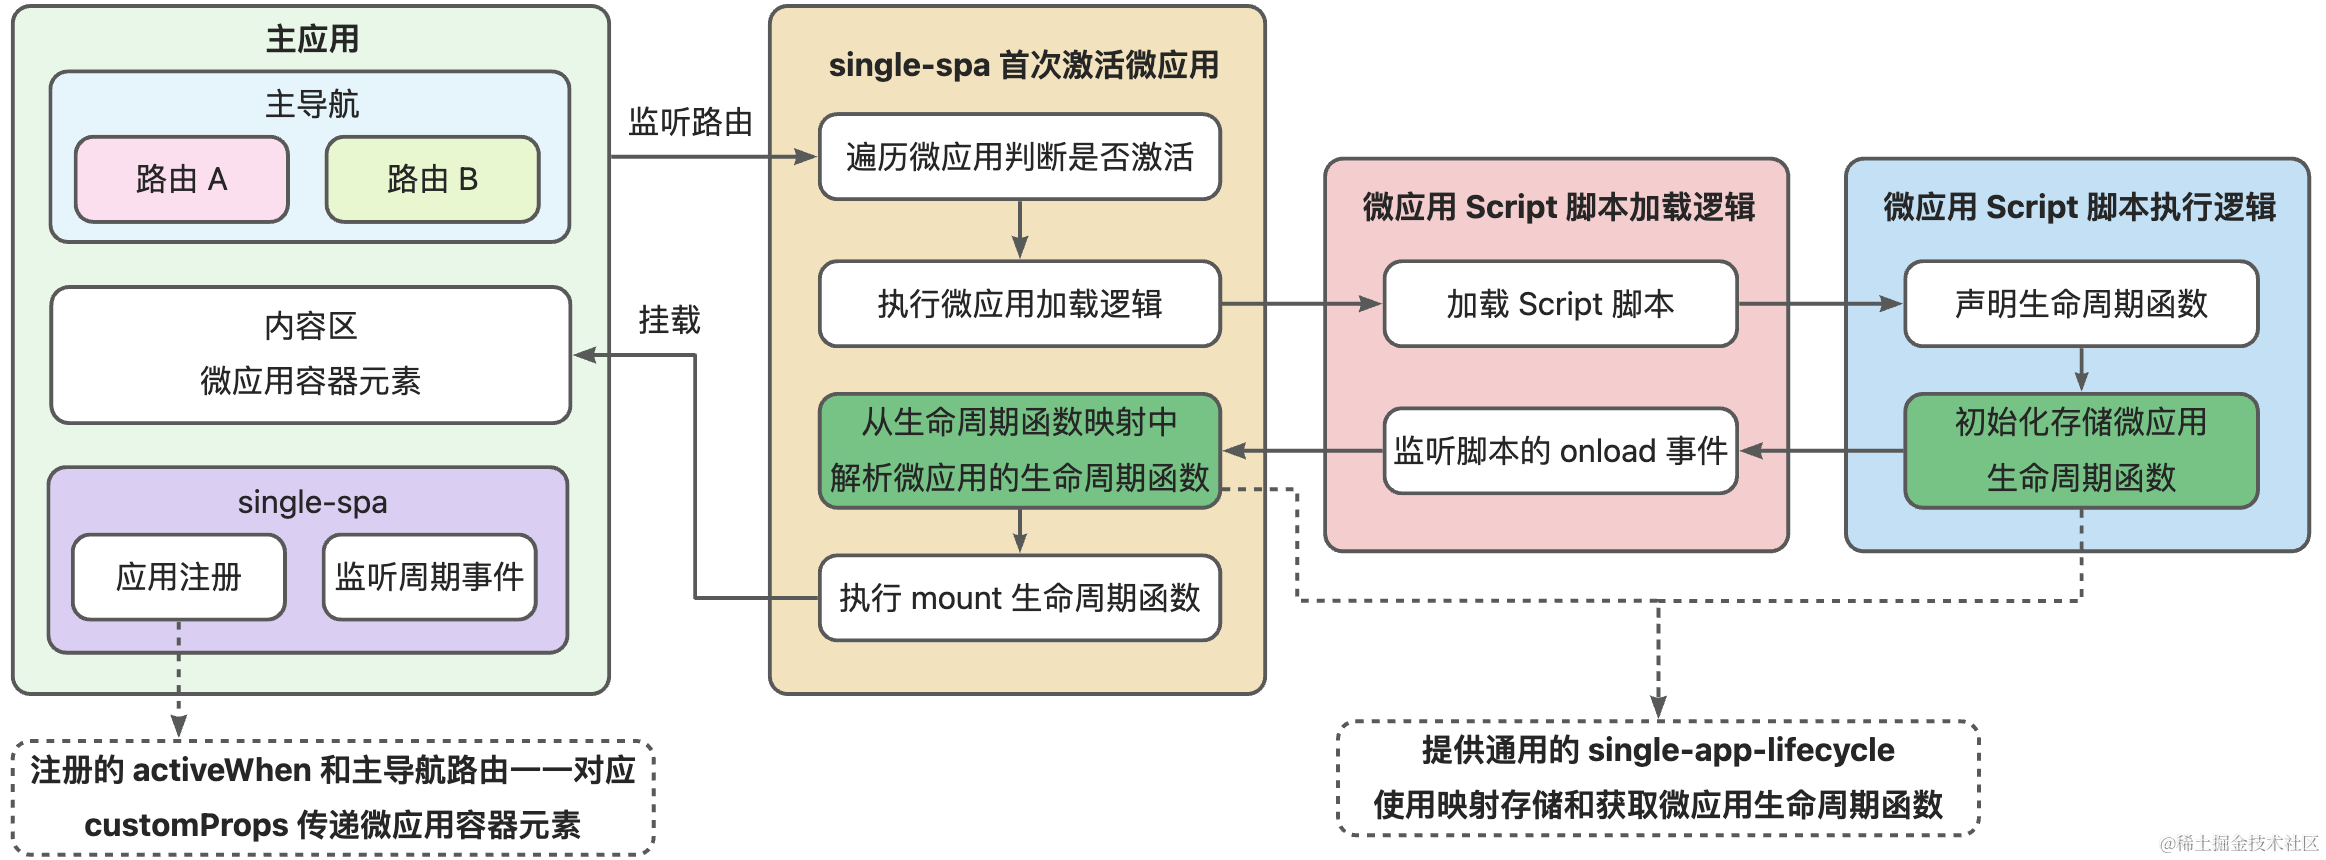 主应用
主导航
路由 A
路由 B
内容区
微应用容器元素
single-spa
应用注册
监听周期事件
注册的 activeWhen 和主导航路由一一对应
customProps 传递微应用容器元素
监听路由
挂载
single-spa 首次激活微应用
遍历微应用判断是否激活
执行微应用加载逻辑
从生命周期函数映射中
解析微应用的生命周期函数
执行 mount 生命周期函数
微应用 Script 脚本加载逻辑
加载 Script 脚本
监听脚本的 onload 事件
微应用 Script 脚本执行逻辑
声明生命周期函数
初始化存储微应用
生命周期函数
提供通用的 single-app-lifecycle
使用映射存储和获取微应用生命周期函数
@稀土掘金技术社区